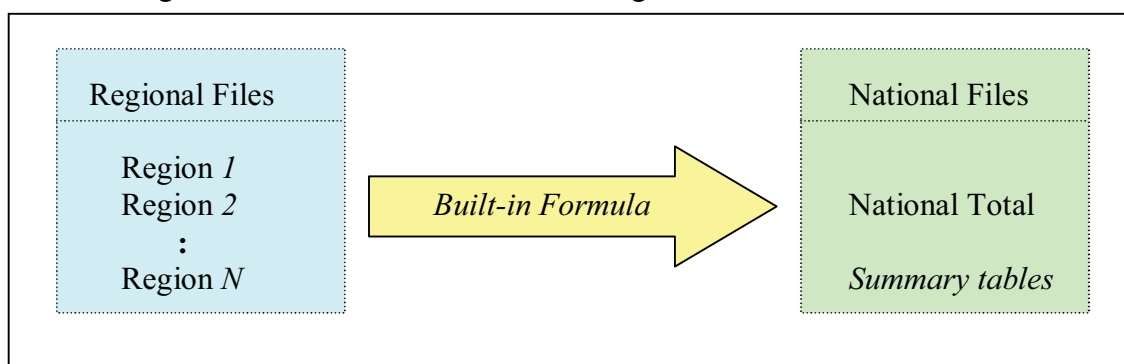 Regional Files
Region 1
Region 2
:
Region N
Built-in Formula
National Files
National Total
Summary tables